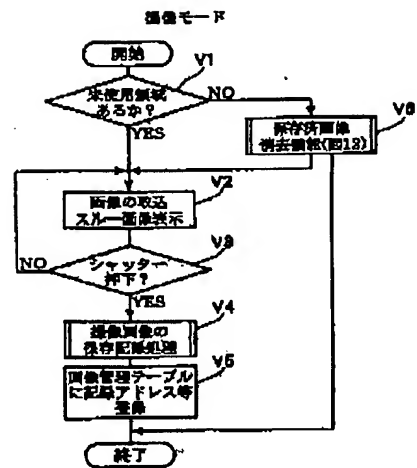 撮像モード
開始
V1
未使用領域
あるか？
NO
YES
V6
保存済画像
消去情報(図12)
V2
画像の取込
スルー画像表示
V3
シャッター
押下？
NO
YES
V4
撮像画像の
保存記録処理
V5
画像管理テーブル
に記録アドレス等
登録
終了